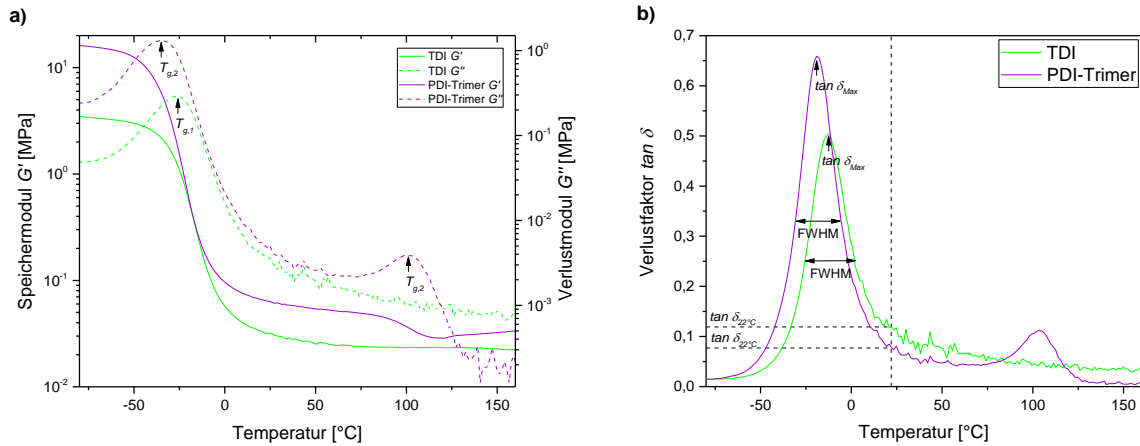 a)
Speichermodul G' [MPa]
10¹
10⁰
10⁻¹
10⁻²
-50
0
50
100
150
Temperatur [°C]
10⁰
10⁻¹
10⁻²
10⁻³
Verlustmodul G'' [MPa]
TDI G'
TDI G''
PDI-Trimer G'
PDI-Trimer G''
T_g,2
T_g,1
T_g,2
b)
Verlustfaktor tan δ
0,7
0,6
0,5
0,4
0,3
0,2
0,1
0,0
-50
0
50
100
150
Temperatur [°C]
TDI
PDI-Trimer
tan δ_Max
tan δ_Max
FWHM
FWHM
tan δ_22°C
tan δ_22°C